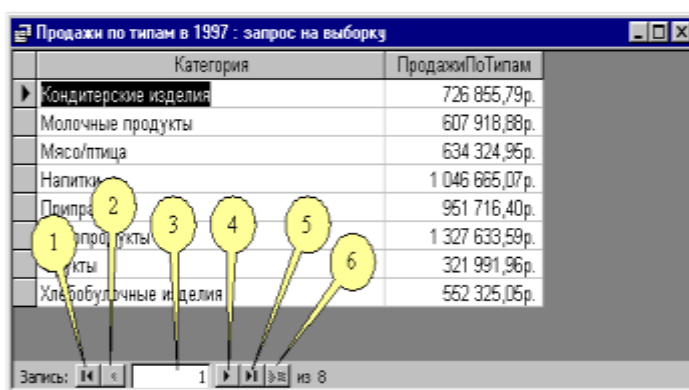 Продажи по типам в 1997 : запрос на выборку
Категория ПродажиПоТипам
Кондитерские изделия 726 855,79р.
Молочные продукты 607 918,88р.
Мясо/птица 634 324,95р.
Напитки 1 046 665,07р.
951 716,40р.
1 327 633,59р.
321 991,96р.
Хлебобулочные изделия 552 325,05р.
1 2 3 4 5 6
Запись: 1 из 8